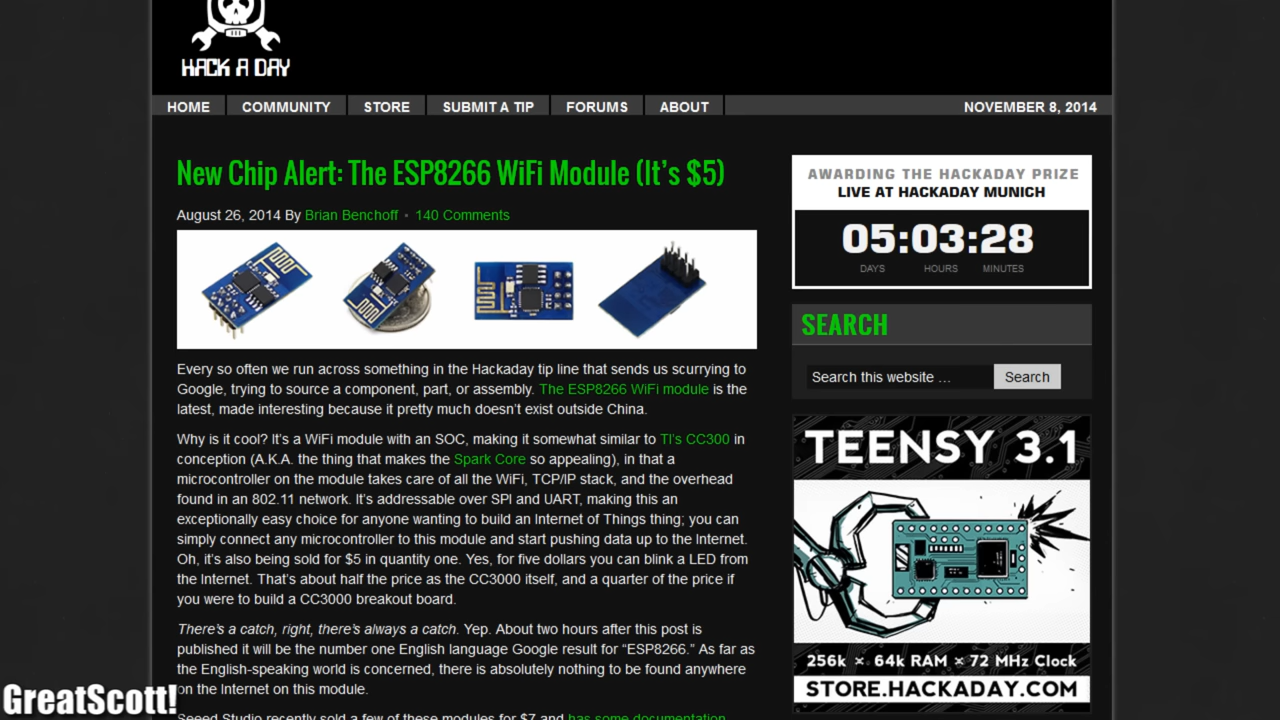 HACK A DAY
HOME
COMMUNITY
STORE
SUBMIT A TIP
FORUMS
ABOUT
NOVEMBER 8, 2014
New Chip Alert: The ESP8266 WiFi Module (It's $5)
August 26, 2014 By Brian Benchoff • 140 Comments
Every so often we run across something in the Hackaday tip line that sends us scurrying to
Google, trying to source a component, part, or assembly. The ESP8266 WiFi module is the
latest, made interesting because it pretty much doesn't exist outside China.
Why is it cool? It's a WiFi module with an SOC, making it somewhat similar to TI's CC300 in
conception (A.K.A. the thing that makes the Spark Core so appealing), in that a
microcontroller on the module takes care of all the WiFi, TCP/IP stack, and the overhead
found in an 802.11 network. It's addressable over SPI and UART, making this an
exceptionally easy choice for anyone wanting to build an Internet of Things thing; you can
simply connect any microcontroller to this module and start pushing data up to the Internet.
Oh, it's also being sold for $5 in quantity one. Yes, for five dollars you can blink a LED from
the Internet. That's about half the price as the CC3000 itself, and a quarter of the price if
you were to build a CC3000 breakout board.
There's a catch, right, there's always a catch. Yep. About two hours after this post is
published it will be the number one English language Google result for “ESP8266.” As far as
the English-speaking world is concerned, there is absolutely nothing to be found anywhere
on the Internet on this module.
Seeed Studio recently sold a few of these modules for $7 and has some documentation
AWARDING THE HACKADAY PRIZE
LIVE AT HACKADAY MUNICH
05:03:28
DAYS HOURS MINUTES
SEARCH
Search this website …
Search
TEENSY 3.1
256k × 64k RAM × 72 MHz Clock
STORE.HACKADAY.COM
GreatScott!